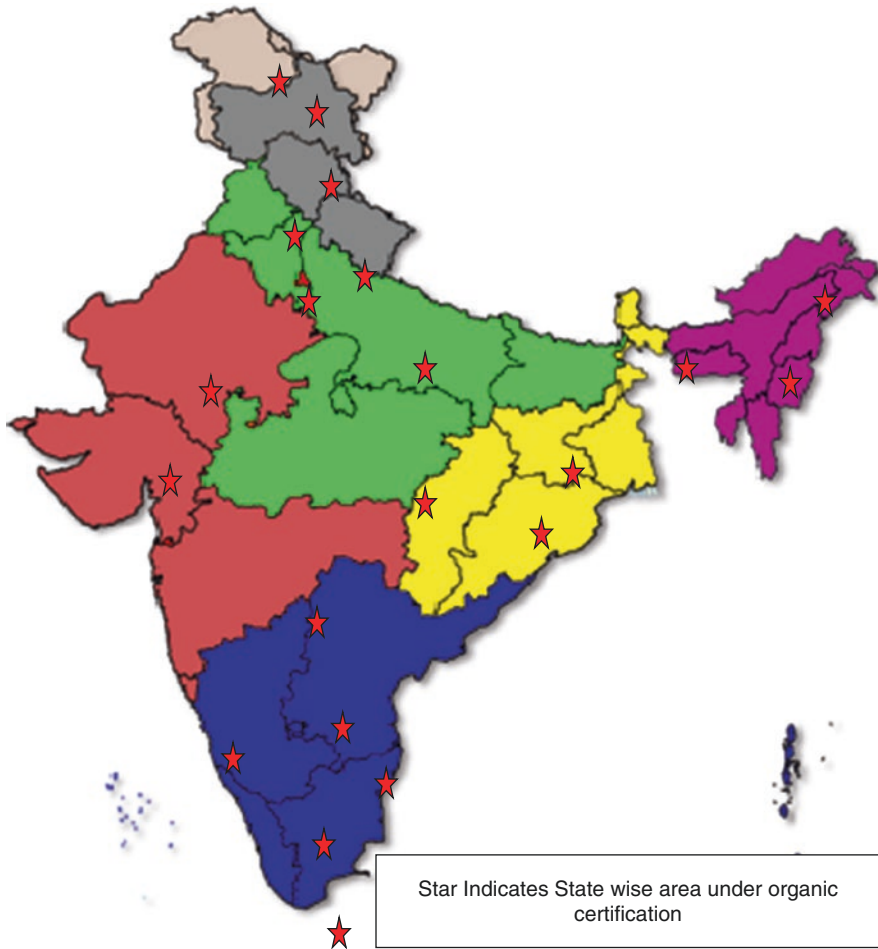 Star Indicates State wise area under organic
certification